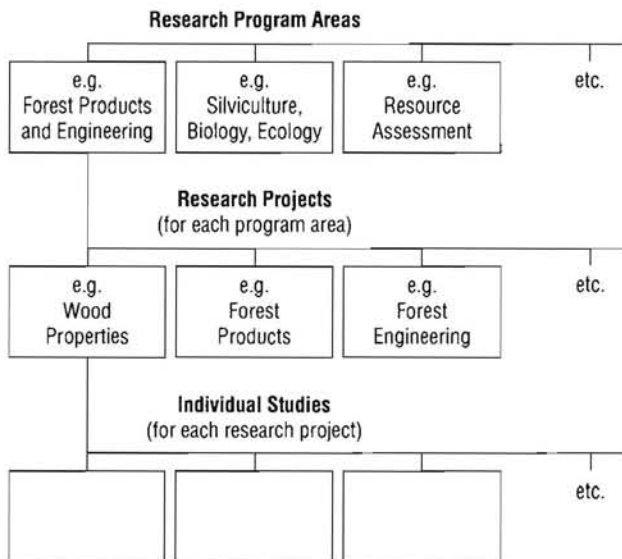 Research Program Areas
e.g.
Forest Products
and Engineering
e.g.
Silviculture,
Biology, Ecology
e.g.
Resource
Assessment
etc.
Research Projects
(for each program area)
e.g.
Wood
Properties
e.g.
Forest
Products
e.g.
Forest
Engineering
etc.
Individual Studies
(for each research project)
etc.